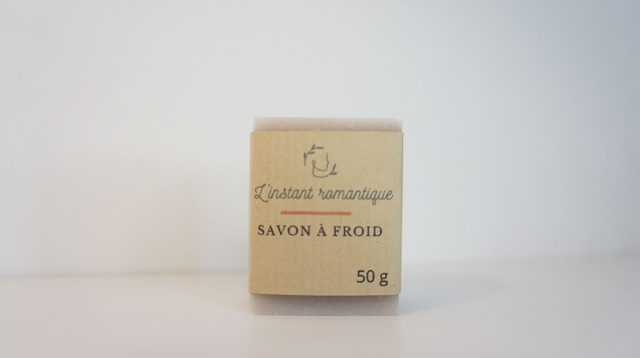 L'instant romantique
SAVON À FROID
50 g